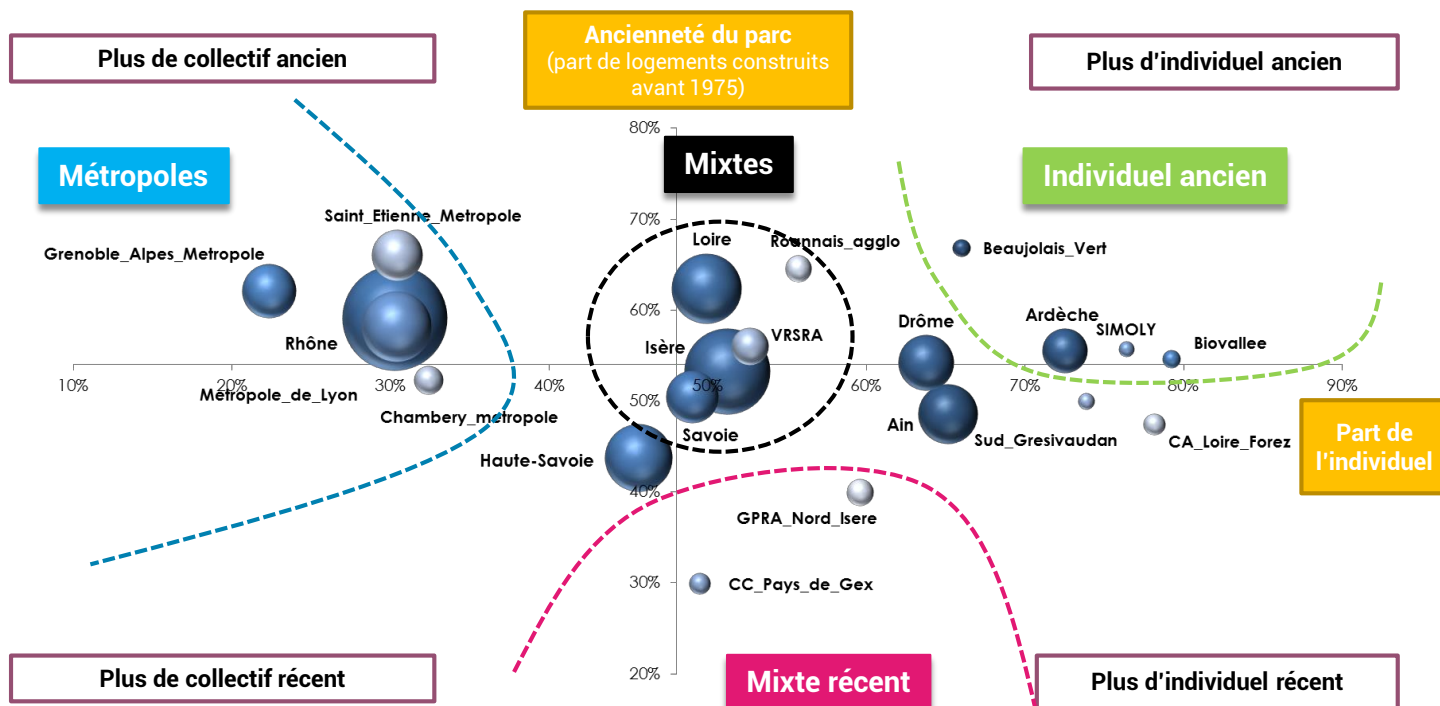 Ancienneté du parc
(part de logements construits
avant 1975)
Plus de collectif ancien
Plus d'individuel ancien
80%
Métropoles
Mixtes
Individuel ancien
Saint_Etienne_Metropole
70%
Loire
Rounnais_agglo
Beaujolais_Vert
Grenoble_Alpes_Metropole
60%
Drôme
Ardèche
SIMOLY
Rhône
Isère
VRSRA
Biovallee
10%
20%
30%
40%
50%
60%
70%
80%
90%
Métropole_de_Lyon
50%
Chambery_metropole
Savoie
Ain
Sud_Gresivaudan
CA_Loire_Forez
Part de
l'individuel
Haute-Savoie
40%
GPRA_Nord_Isere
30%
CC_Pays_de_Gex
20%
Plus de collectif récent
Mixte récent
Plus d'individuel récent